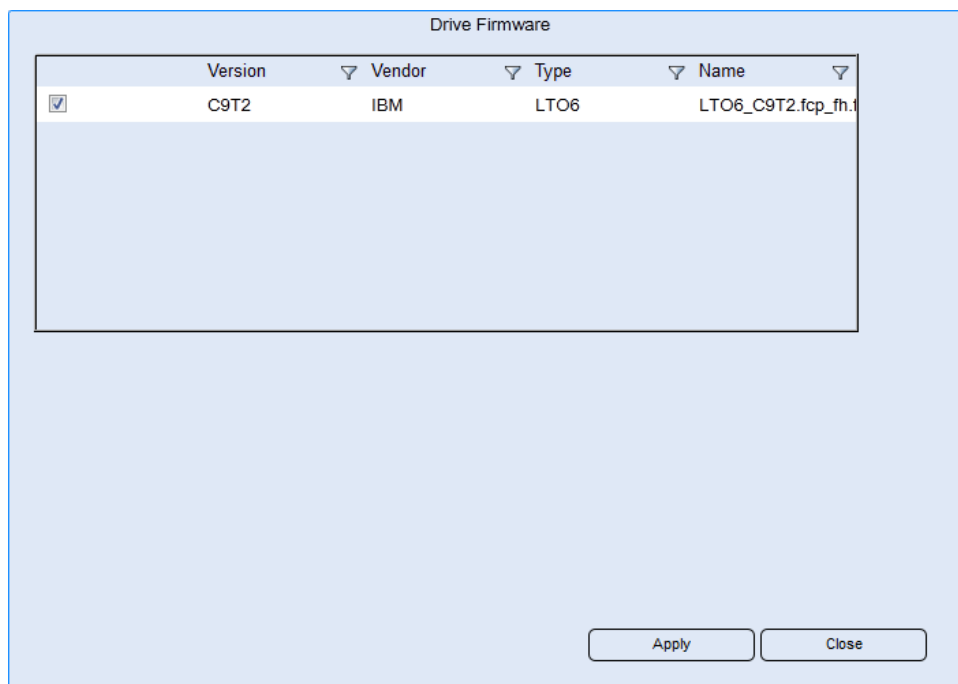 Drive Firmware
Version Vendor Type Name
C9T2 IBM LTO6 LTO6_C9T2.fcp_fh.f
Apply Close